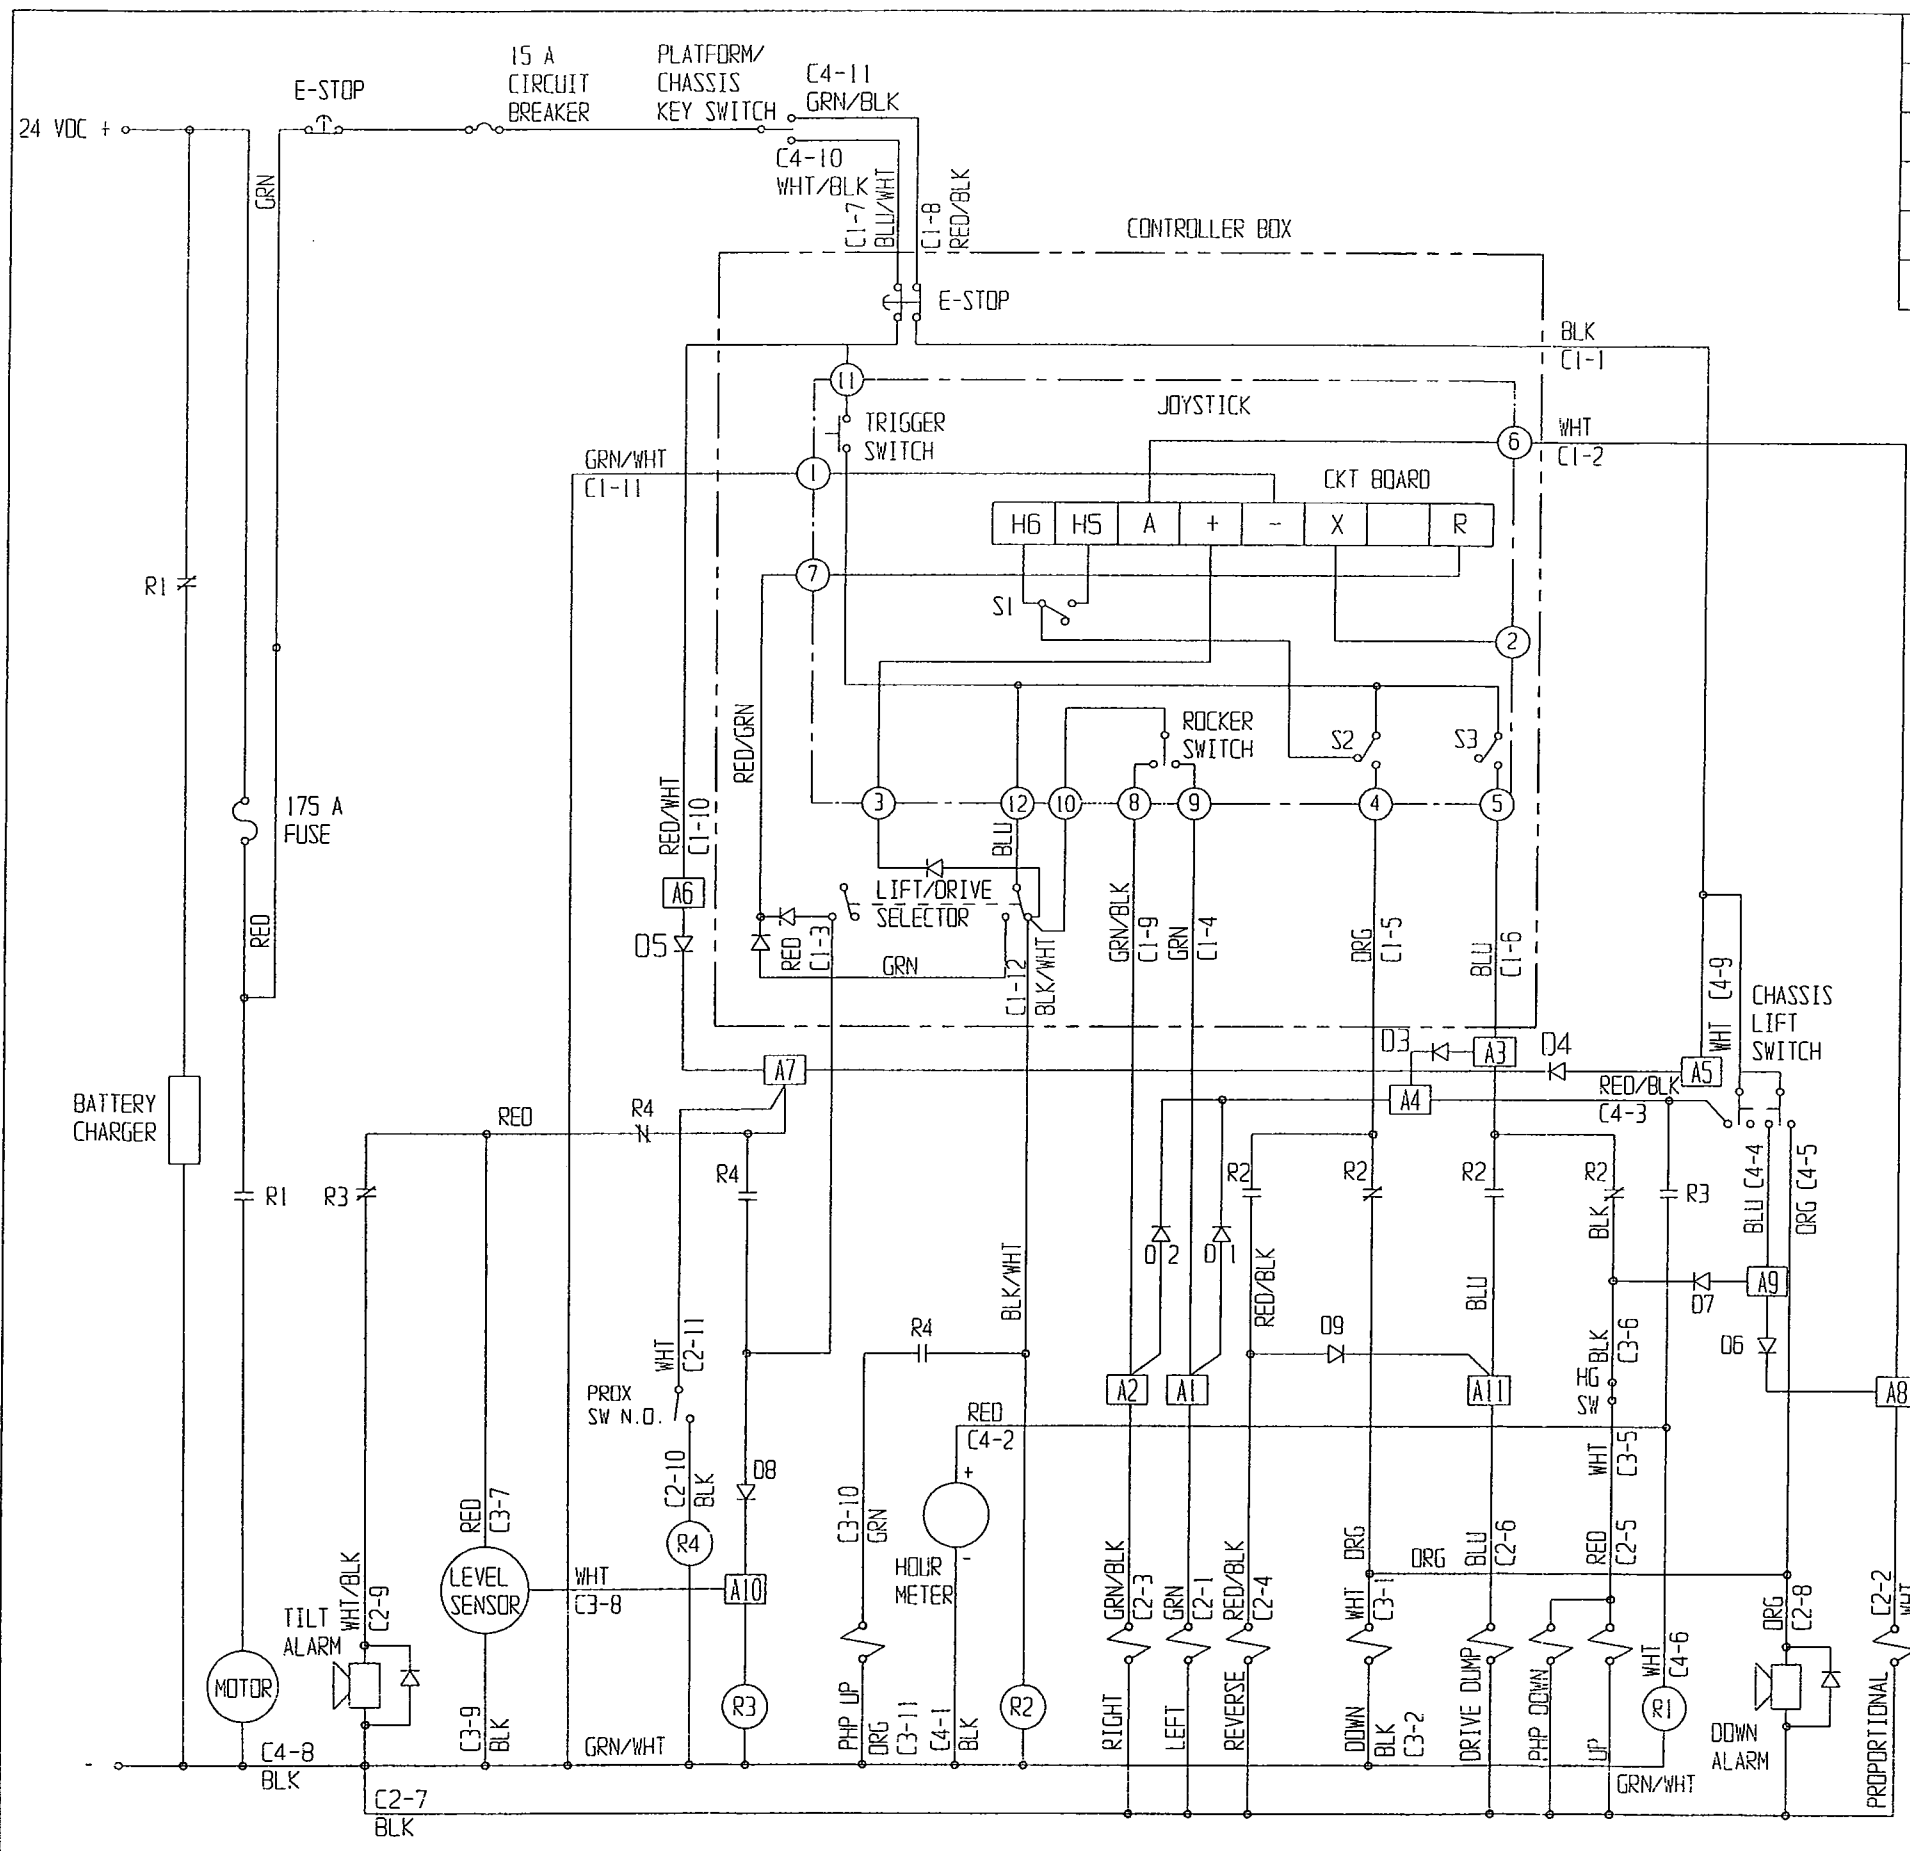 15 A
CIRCUIT
BREAKER
PLATFORM/
CHASSIS
KEY SWITCH
C4-11
GRN/BLK
E-STOP
24 VDC +
C4-10
WHT/BLK
GRN
C1-7
BLU/WHT
C1-8
RED/BLK
CONTROLLER BOX
E-STOP
BLK
C1-1
11
JOYSTICK
TRIGGER
SWITCH
6
WHT
C1-2
GRN/WHT
C1-11
1
CKT BOARD
H6
H5
A
+
-
X
R
7
R1
S1
2
RED/GRN
ROCKER
SWITCH
S2
S3
RED/WHT
C1-10
175 A
FUSE
3
12
10
8
9
4
5
BLU
A6
LIFT/DRIVE
SELECTOR
RED
D5
RED
C1-3
GRN
C1-12
BLK/WHT
GRN/BLK
C1-9
GRN
C1-4
ORG
C1-5
BLU
C1-6
WHT
C4-9
CHASSIS
LIFT
SWITCH
D3
A3
D4
A7
A5
RED/BLK
C4-3
A4
BATTERY
CHARGER
RED
R4
R4
R1
R3
R2
R2
R2
R2
R3
BLU C4-4
ORG C4-5
BLK
D2
D1
RED/BLK
BLU
A9
D7
BLK/WHT
R4
D9
BLK
C3-6
D6
WHT
C2-11
PROX
SW N.O.
A2
A1
A11
HG
SW
A8
RED
C4-2
WHT
C3-5
D8
+
C2-10
BLK
C3-10
GRN
RED
C3-7
R4
HOUR
METER
-
LEVEL
SENSOR
WHT
C3-8
A10
GRN/BLK
C2-3
GRN
C2-1
RED/BLK
C2-4
ORG
WHT
C3-1
ORG
BLU
C2-6
RED
C2-5
ORG
C2-8
C2-2
WHT
TILT
ALARM
WHT/BLK
C2-9
MOTOR
C3-9
BLK
R3
PHP UP
ORG
C3-11
C4-1
BLK
R2
RIGHT
LEFT
REVERSE
DOWN
BLK
C3-2
DRIVE DUMP
PHP DOWN
UP
WHT
C4-6
R1
DOWN
ALARM
PROPORTIONAL
-
C4-8
BLK
GRN/WHT
GRN/WHT
C2-7
BLK